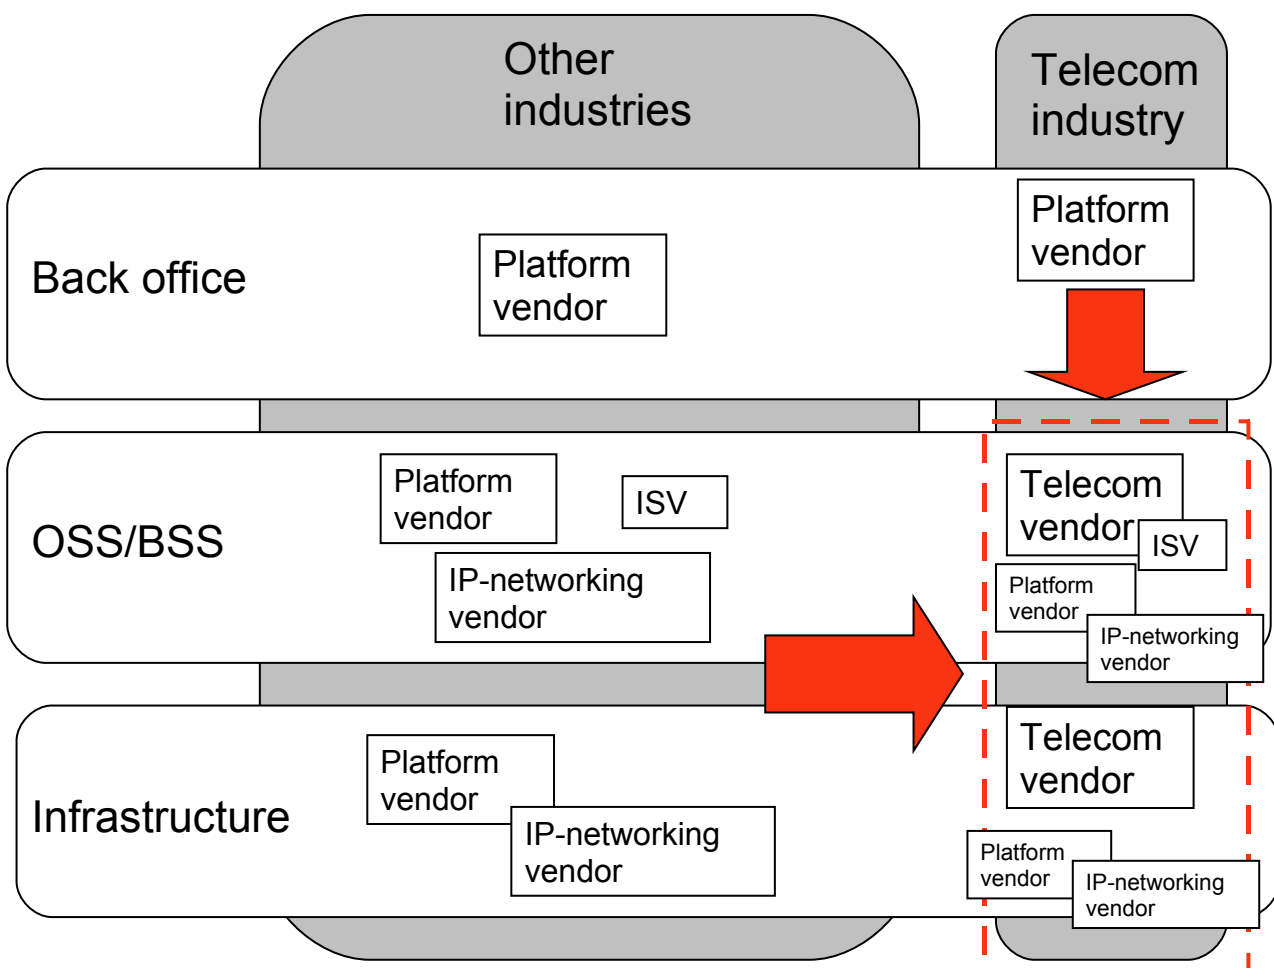 Other
industries
Telecom
industry
Back office
Platform
vendor
Platform
vendor
OSS/BSS
Platform
vendor
ISV
IP-networking
vendor
Telecom
vendor
ISV
Platform
vendor
IP-networking
vendor
Infrastructure
Platform
vendor
IP-networking
vendor
Telecom
vendor
Platform
vendor
IP-networking
vendor